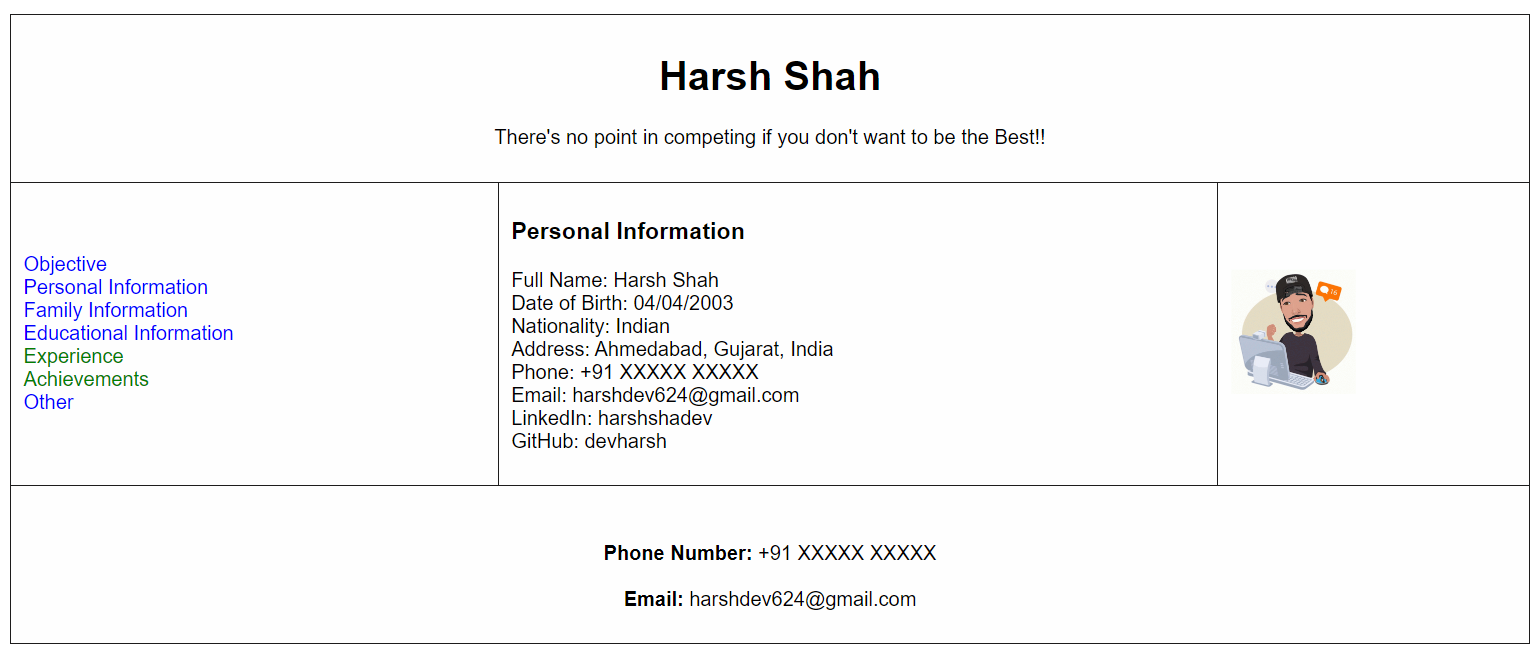 Harsh Shah
There's no point in competing if you don't want to be the Best!!
Objective
Personal Information
Family Information
Educational Information
Experience
Achievements
Other
Personal Information
Full Name: Harsh Shah
Date of Birth: 04/04/2003
Nationality: Indian
Address: Ahmedabad, Gujarat, India
Phone: +91 XXXXX XXXXX
Email: harshdev624@gmail.com
LinkedIn: harshshadev
GitHub: devharsh
16
Phone Number: +91 XXXXX XXXXX
Email: harshdev624@gmail.com